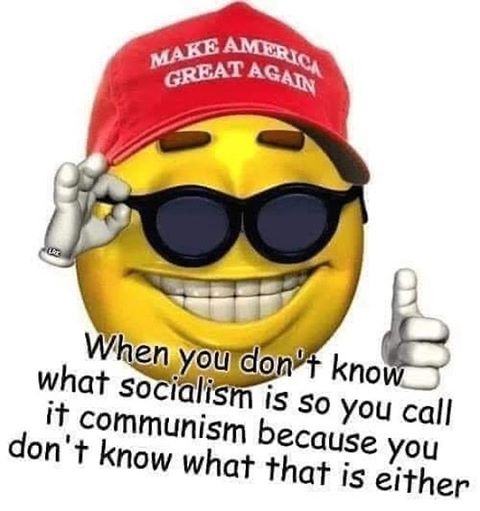 MAKE AMERICA
GREAT AGAIN
When you don't know
what socialism is so you call
it communism because you
don't know what that is either